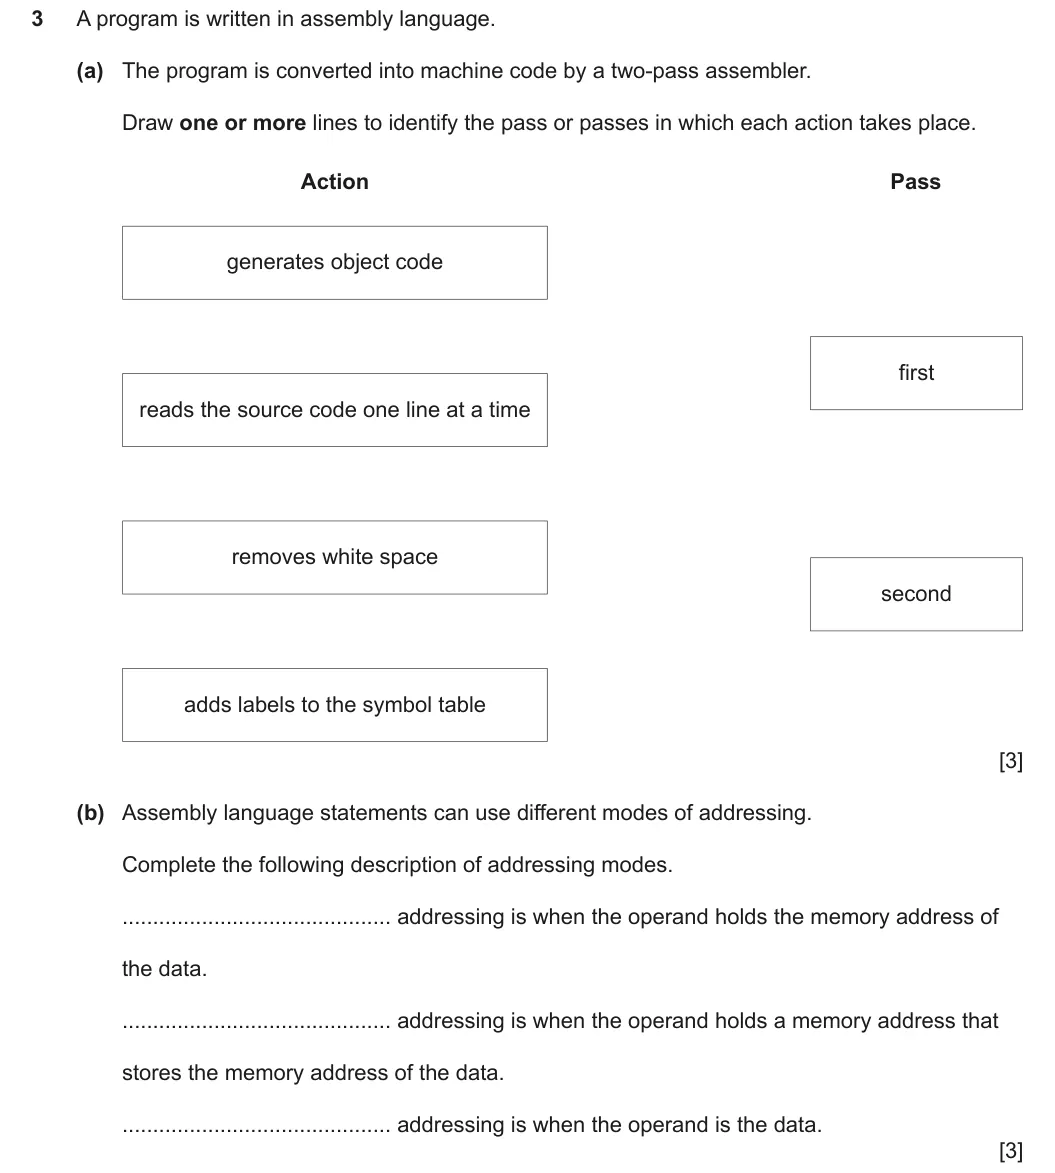 3 A program is written in assembly language.
(a) The program is converted into machine code by a two-pass assembler.
Draw one or more lines to identify the pass or passes in which each action takes place.
Action Pass
generates object code
first
reads the source code one line at a time
removes white space
second
adds labels to the symbol table
[3]
(b) Assembly language statements can use different modes of addressing.
Complete the following description of addressing modes.
............................................ addressing is when the operand holds the memory address of
the data.
............................................ addressing is when the operand holds a memory address that
stores the memory address of the data.
............................................ addressing is when the operand is the data.
[3]